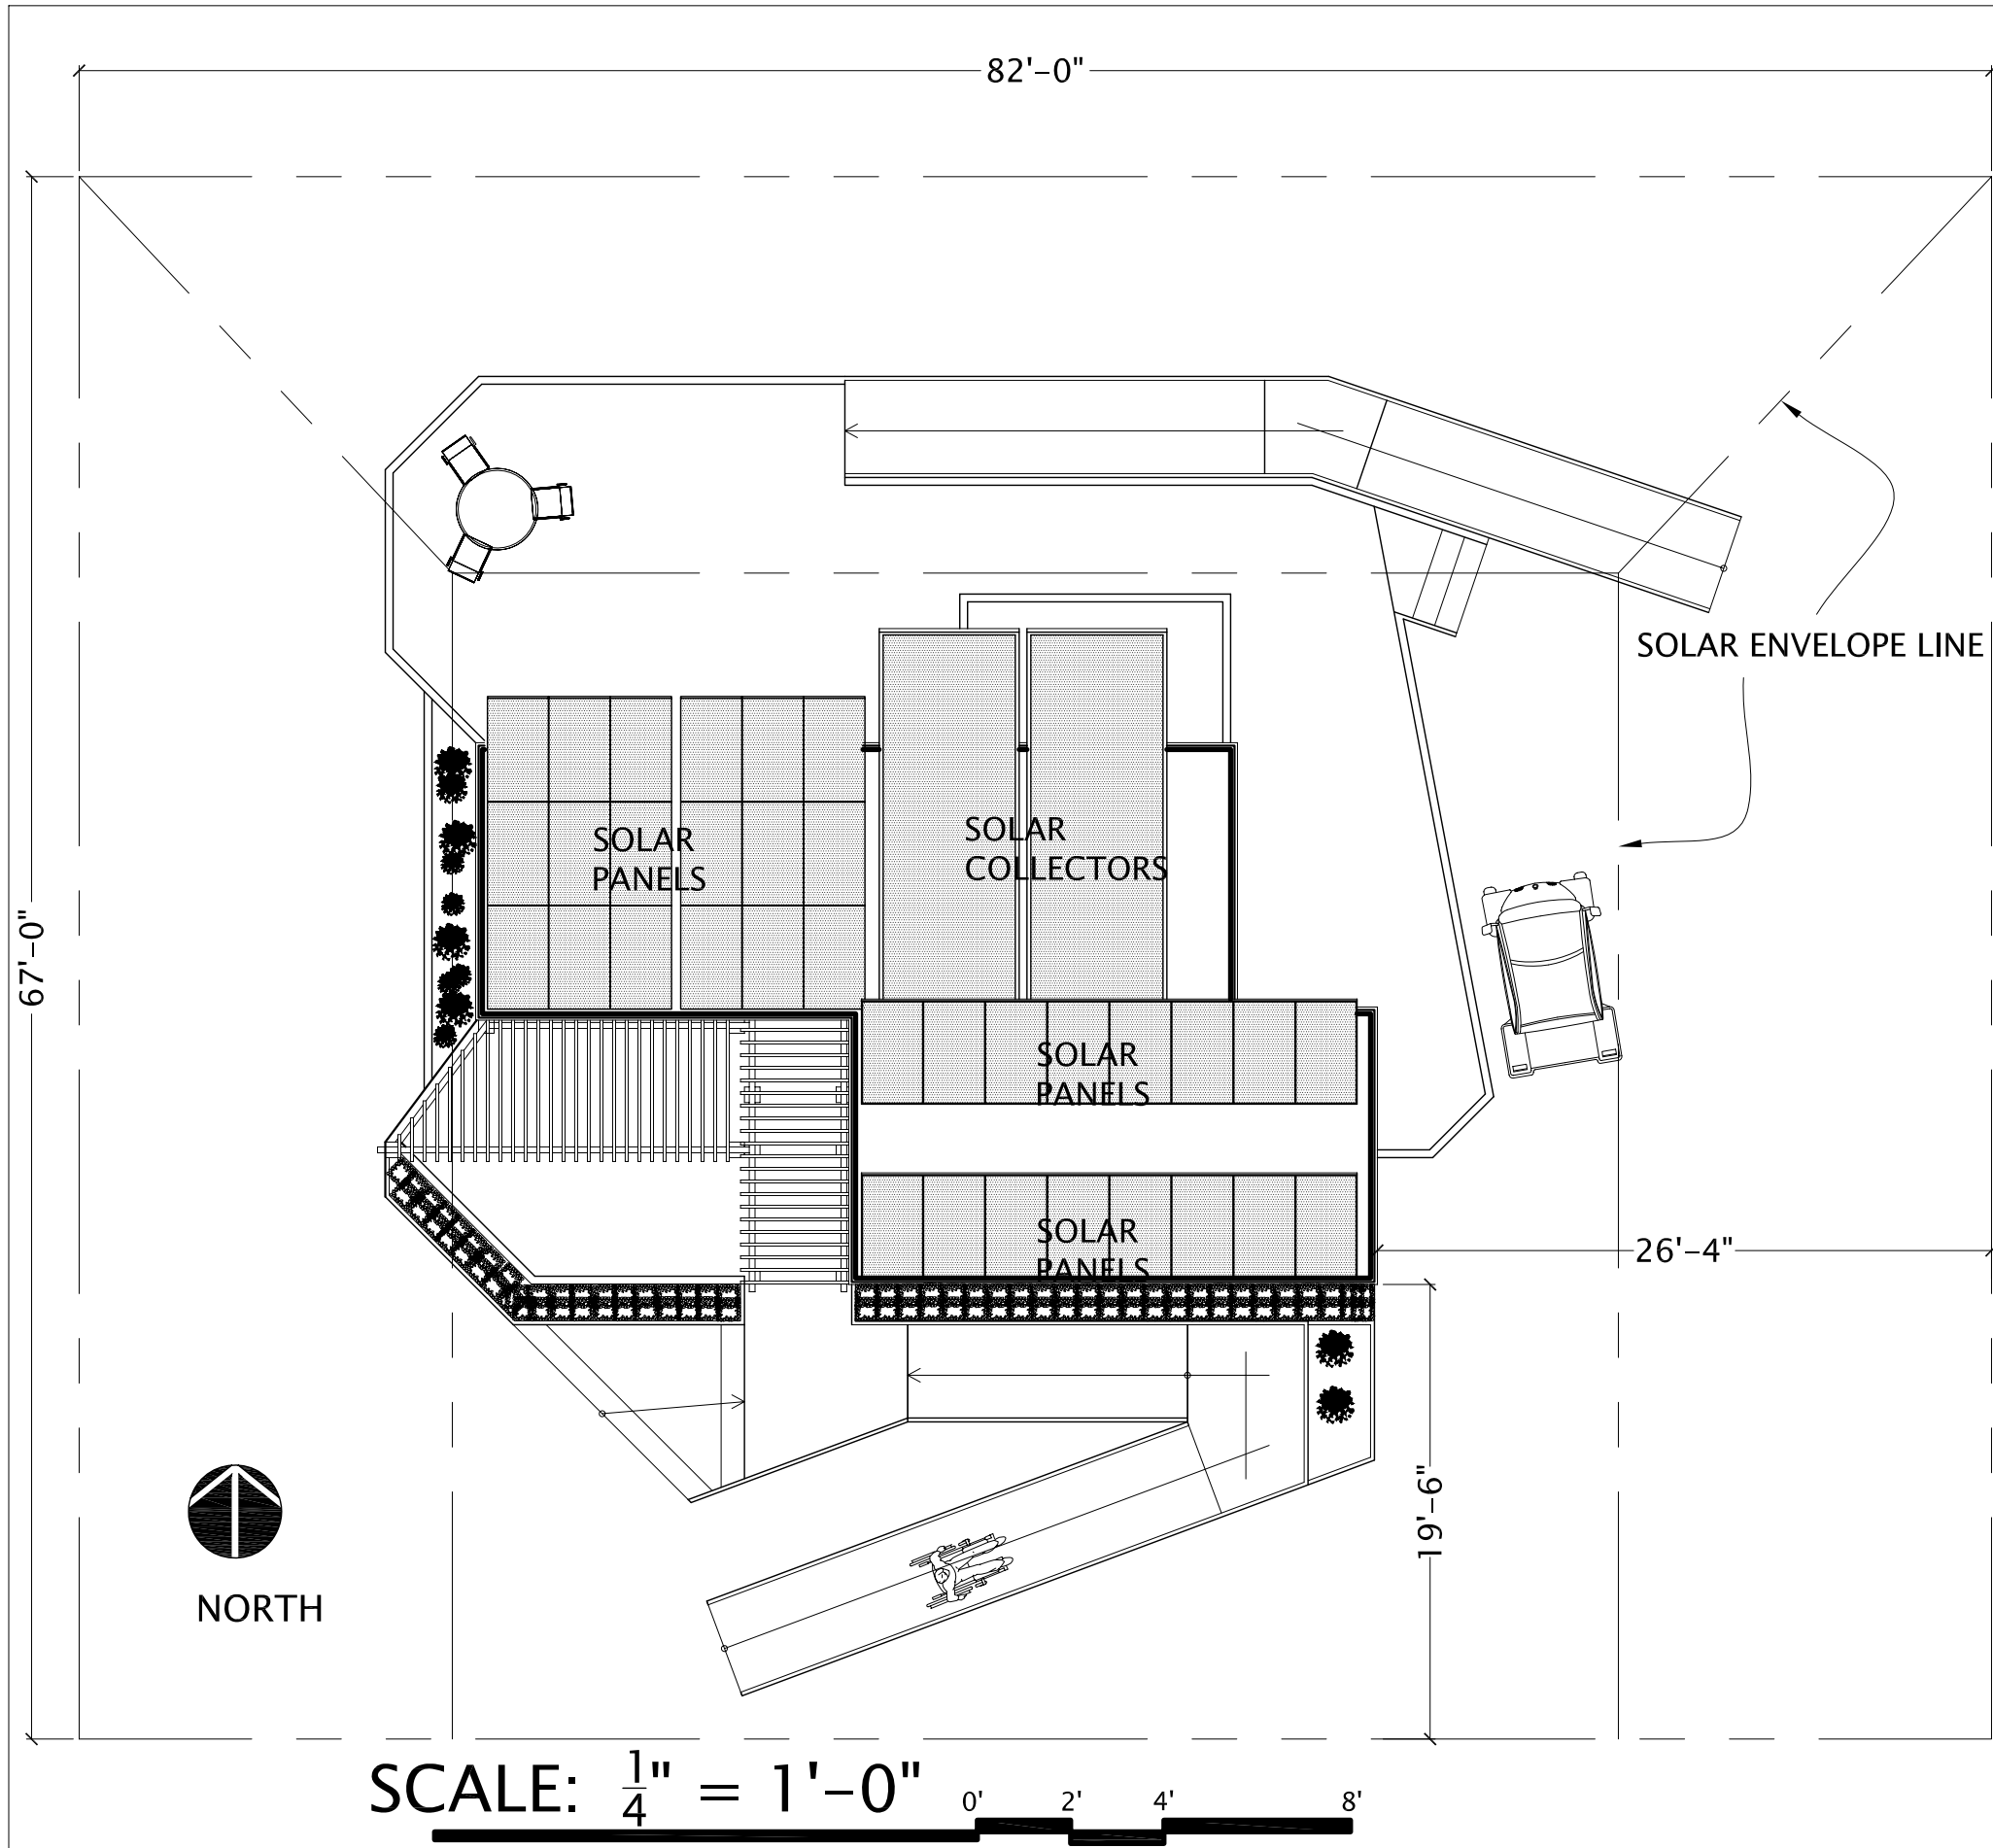 82'-0"
SOLAR ENVELOPE LINE
SOLAR
PANELS
SOLAR
COLLECTORS
67'-0"
SOLAR
PANELS
SOLAR
PANELS
26'-4"
19'-6"
NORTH
SCALE: 1/4" = 1'-0"
0' 2' 4' 8'